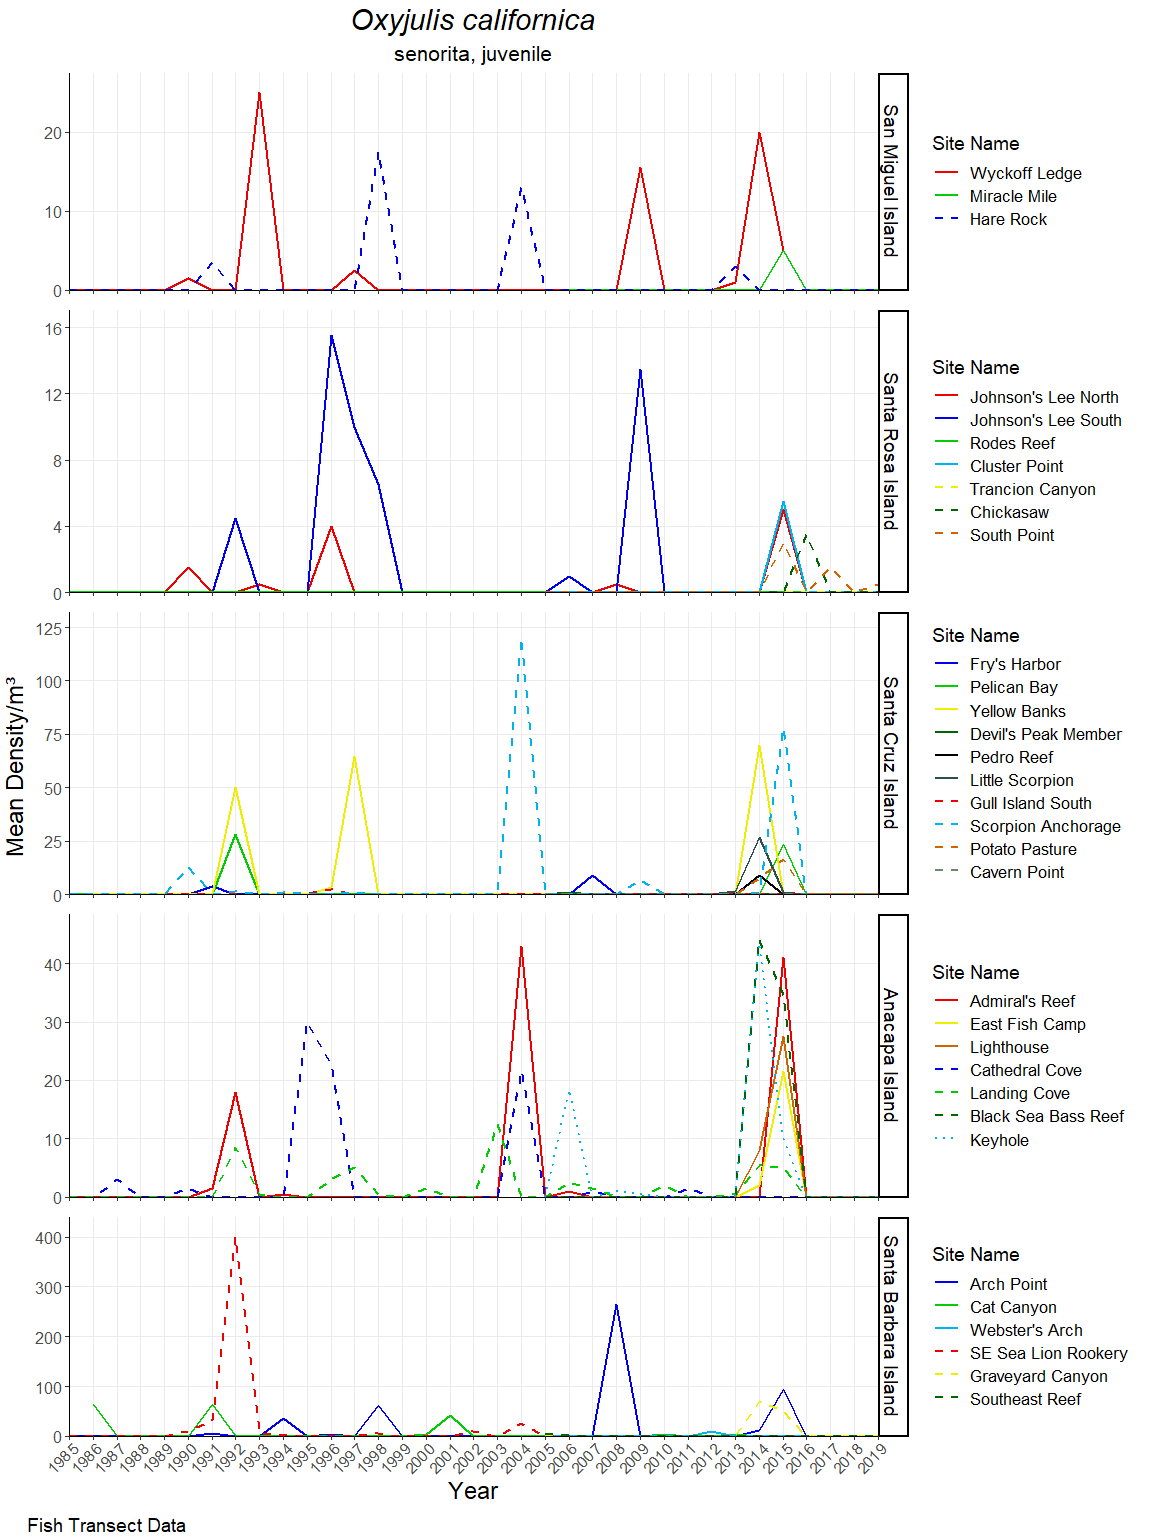 Oxyjulis californica
senorita, juvenile
Mean Density/m³
20
10
0
San Miguel Island
Site Name
Wyckoff Ledge
Miracle Mile
Hare Rock
16
12
8
4
0
Santa Rosa Island
Site Name
Johnson's Lee North
Johnson's Lee South
Rodes Reef
Cluster Point
Trancion Canyon
Chickasaw
South Point
125
100
75
50
25
0
Santa Cruz Island
Site Name
Fry's Harbor
Pelican Bay
Yellow Banks
Devil's Peak Member
Pedro Reef
Little Scorpion
Gull Island South
Scorpion Anchorage
Potato Pasture
Cavern Point
40
30
20
10
0
Anacapa Island
Site Name
Admiral's Reef
East Fish Camp
Lighthouse
Cathedral Cove
Landing Cove
Black Sea Bass Reef
Keyhole
400
300
200
100
0
Santa Barbara Island
Site Name
Arch Point
Cat Canyon
Webster's Arch
SE Sea Lion Rookery
Graveyard Canyon
Southeast Reef
1985 1986 1987 1988 1989 1990 1991 1992 1993 1994 1995 1996 1997 1998 1999 2000 2001 2002 2003 2004 2005 2006 2007 2008 2009 2010 2011 2012 2013 2014 2015 2016 2017 2018 2019
Year
Fish Transect Data